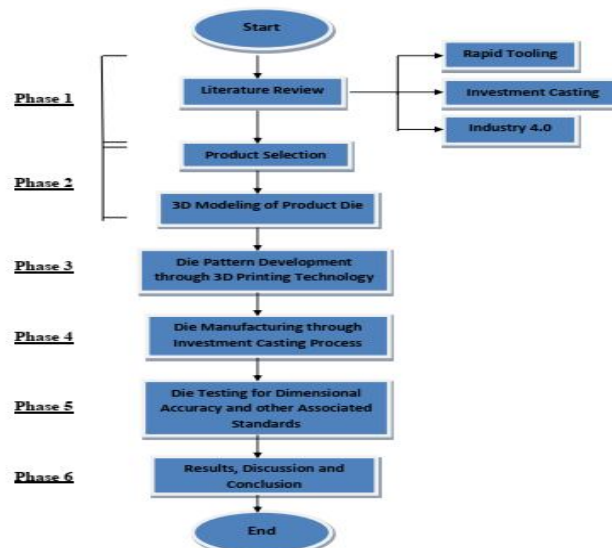 Start
Rapid Tooling
Phase 1
Literature Review
Investment Casting
Industry 4.0
Product Selection
Phase 2
3D Modeling of Product Die
Phase 3
Die Pattern Development
through 3D Printing Technology
Phase 4
Die Manufacturing through
Investment Casting Process
Phase 5
Die Testing for Dimensional
Accuracy and other Associated
Standards
Phase 6
Results, Discussion and
Conclusion
End